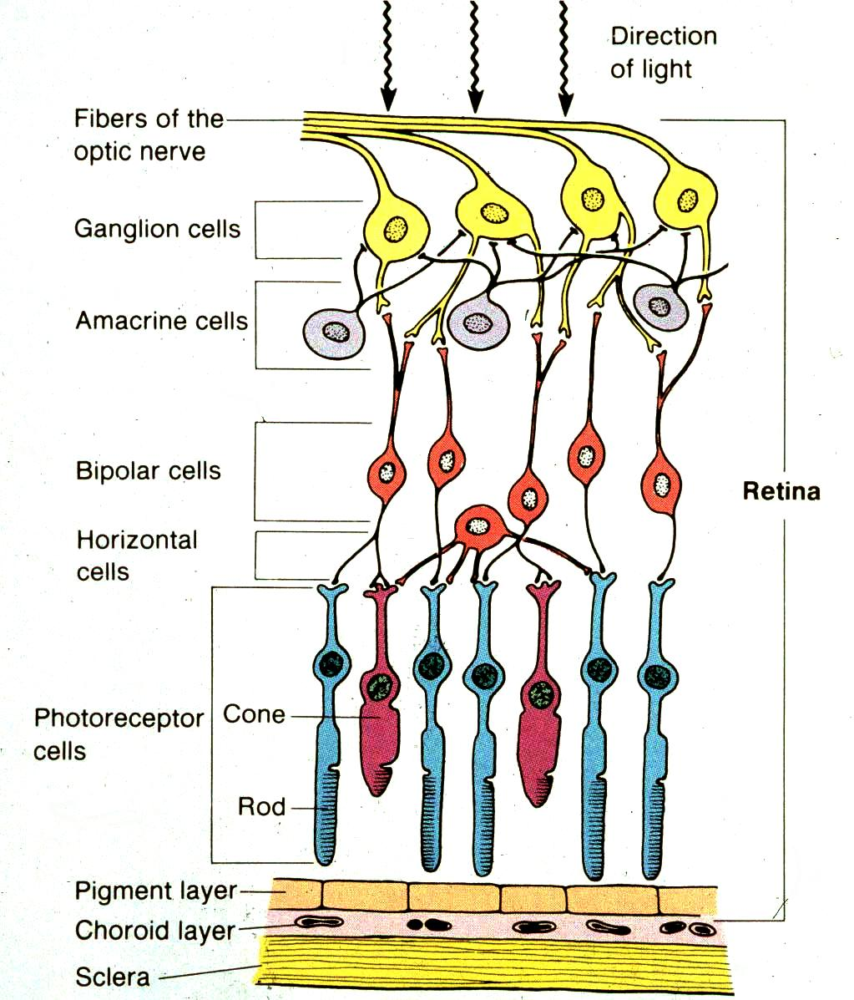 Direction
of light
Fibers of the
optic nerve
Ganglion cells
Amacrine cells
Bipolar cells
Retina
Horizontal
cells
Photoreceptor
cells
Cone
Rod
Pigment layer
Choroid layer
Sclera